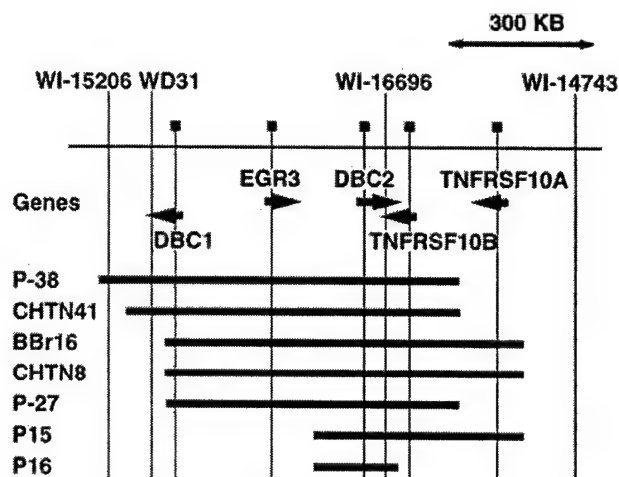 300 KB
WI-15206 WD31 WI-16696 WI-14743
EGR3 DBC2 TNFRSF10A
Genes
DBC1 TNFRSF10B
P-38
CHTN41
BBr16
CHTN8
P-27
P15
P16